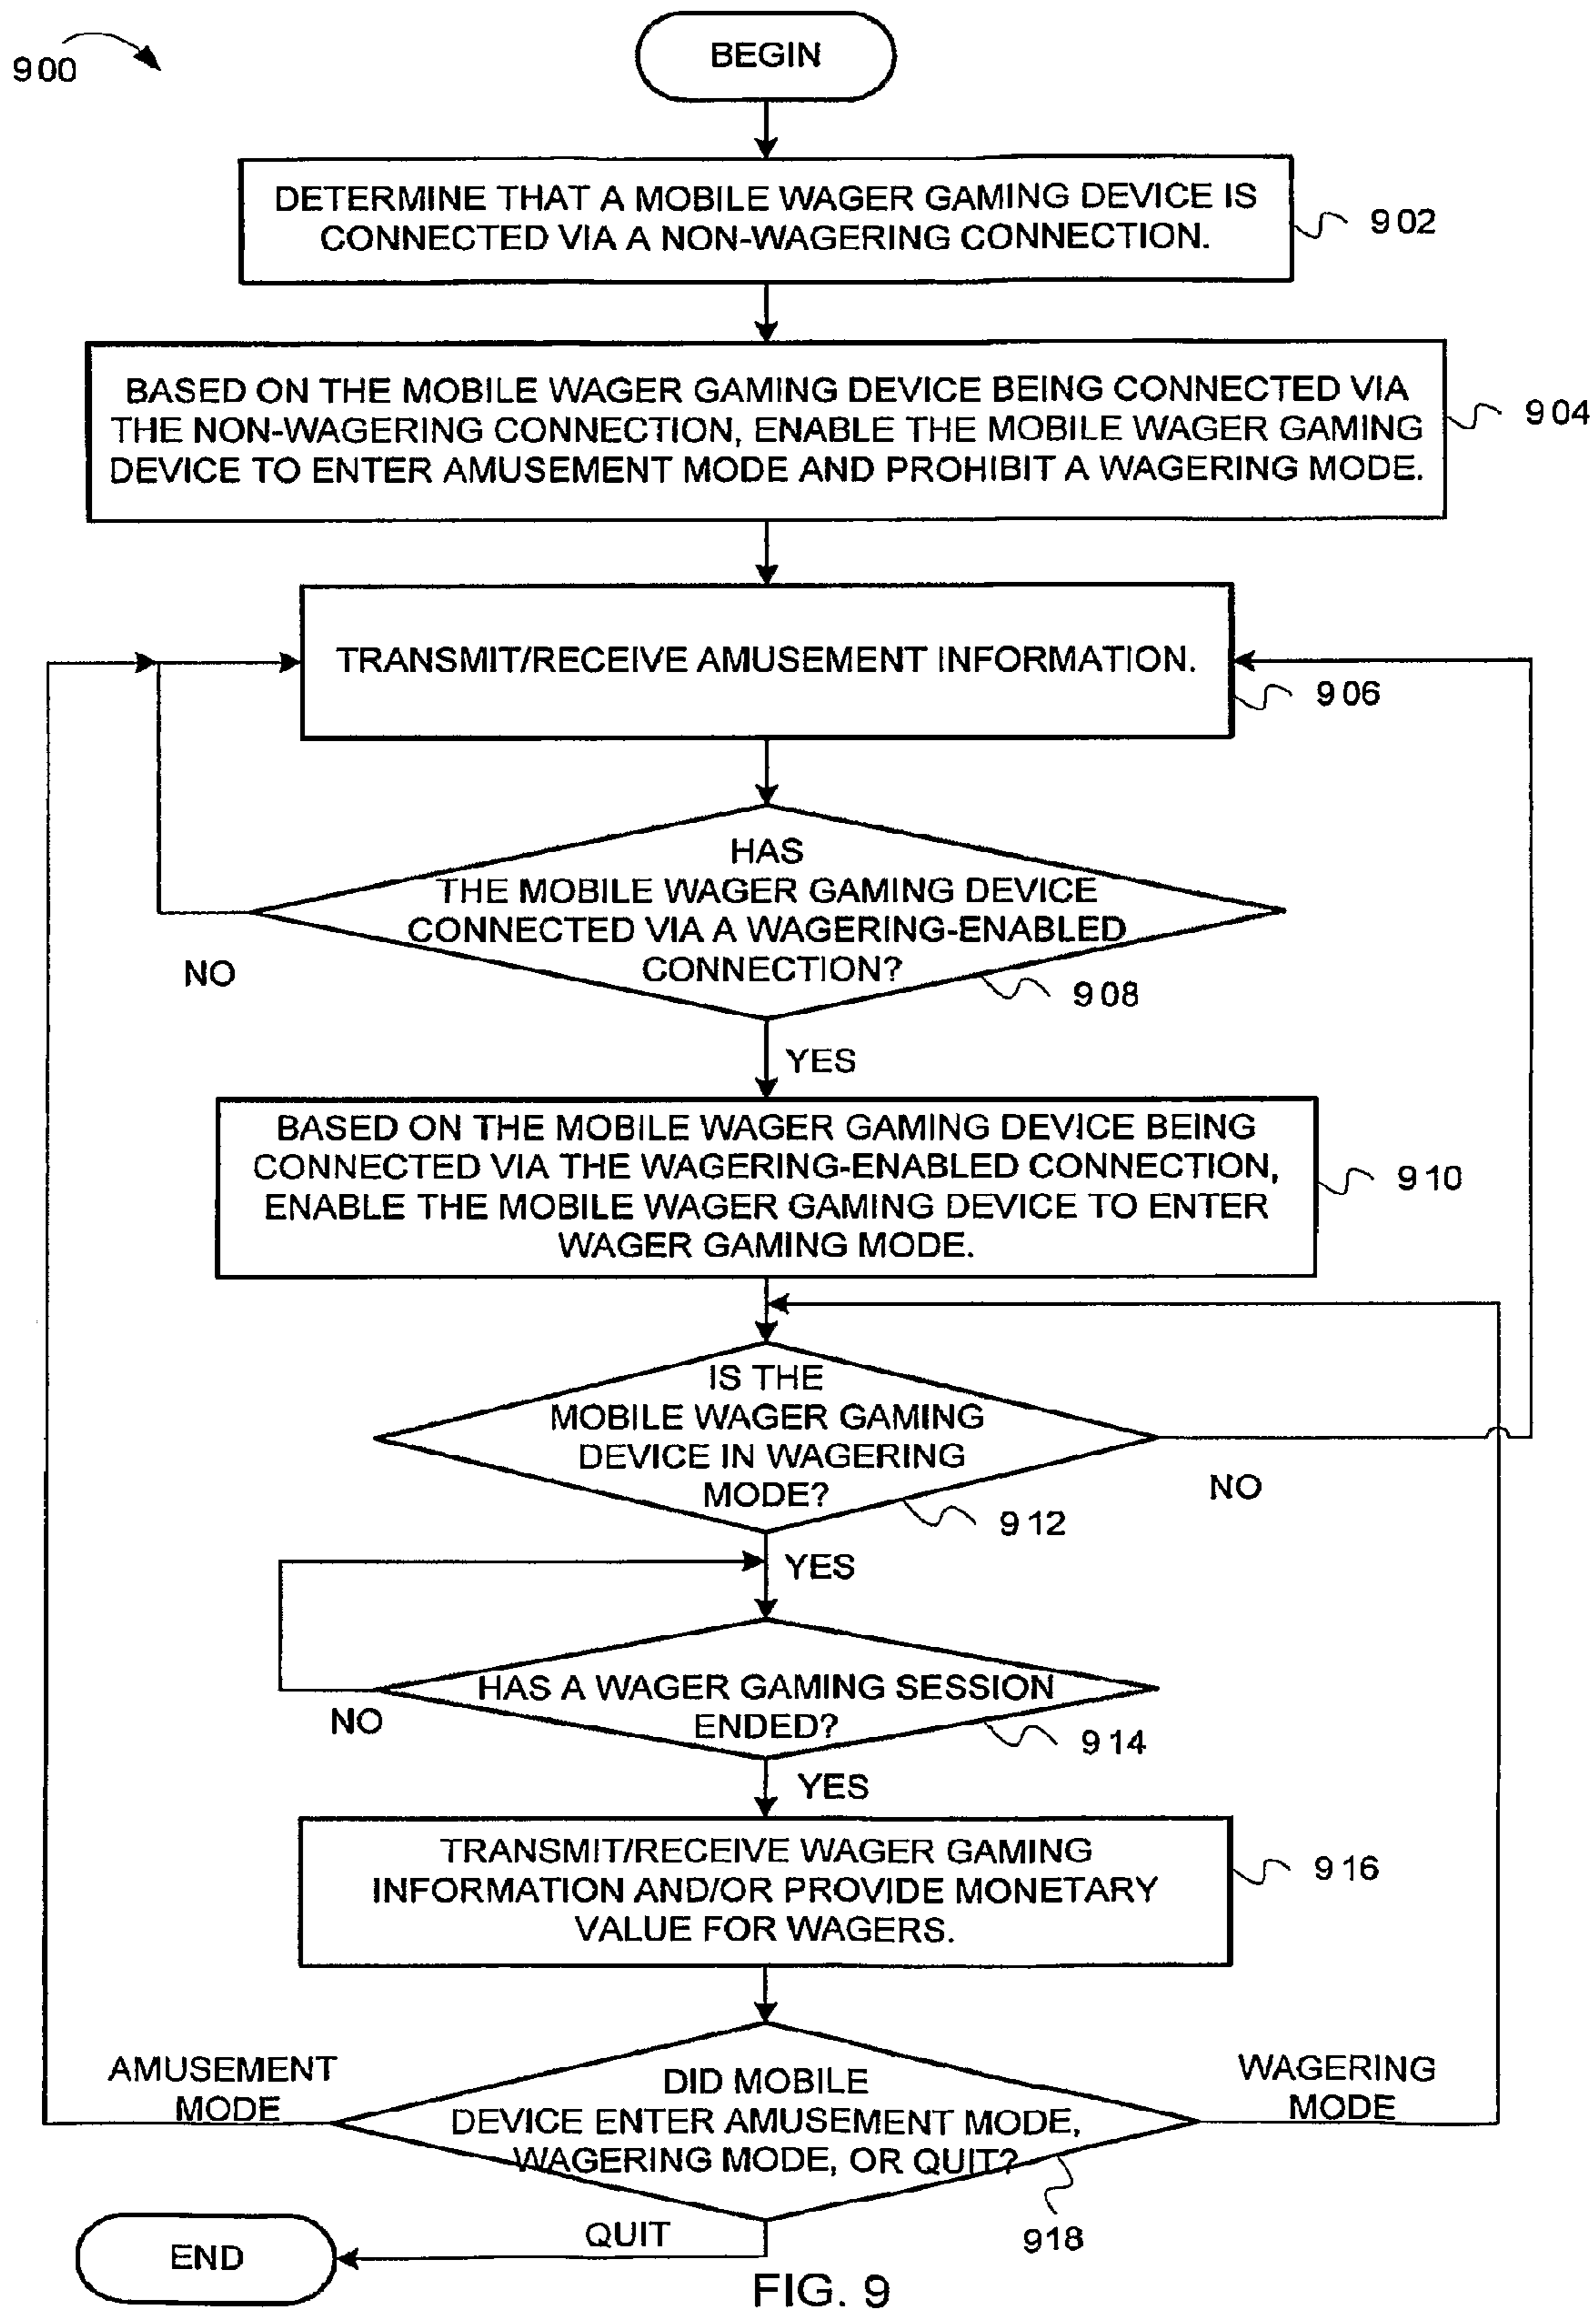 900
BEGIN
DETERMINE THAT A MOBILE WAGER GAMING DEVICE IS
CONNECTED VIA A NON-WAGERING CONNECTION.
902
BASED ON THE MOBILE WAGER GAMING DEVICE BEING CONNECTED VIA
THE NON-WAGERING CONNECTION, ENABLE THE MOBILE WAGER GAMING
DEVICE TO ENTER AMUSEMENT MODE AND PROHIBIT A WAGERING MODE.
904
TRANSMIT/RECEIVE AMUSEMENT INFORMATION.
906
HAS
THE MOBILE WAGER GAMING DEVICE
CONNECTED VIA A WAGERING-ENABLED
CONNECTION?
NO
908
YES
BASED ON THE MOBILE WAGER GAMING DEVICE BEING
CONNECTED VIA THE WAGERING-ENABLED CONNECTION,
ENABLE THE MOBILE WAGER GAMING DEVICE TO ENTER
WAGER GAMING MODE.
910
IS THE
MOBILE WAGER GAMING
DEVICE IN WAGERING
MODE?
NO
912
YES
HAS A WAGER GAMING SESSION
ENDED?
NO
914
YES
TRANSMIT/RECEIVE WAGER GAMING
INFORMATION AND/OR PROVIDE MONETARY
VALUE FOR WAGERS.
916
AMUSEMENT
MODE
DID MOBILE
DEVICE ENTER AMUSEMENT MODE,
WAGERING MODE, OR QUIT?
WAGERING
MODE
918
QUIT
END
FIG. 9